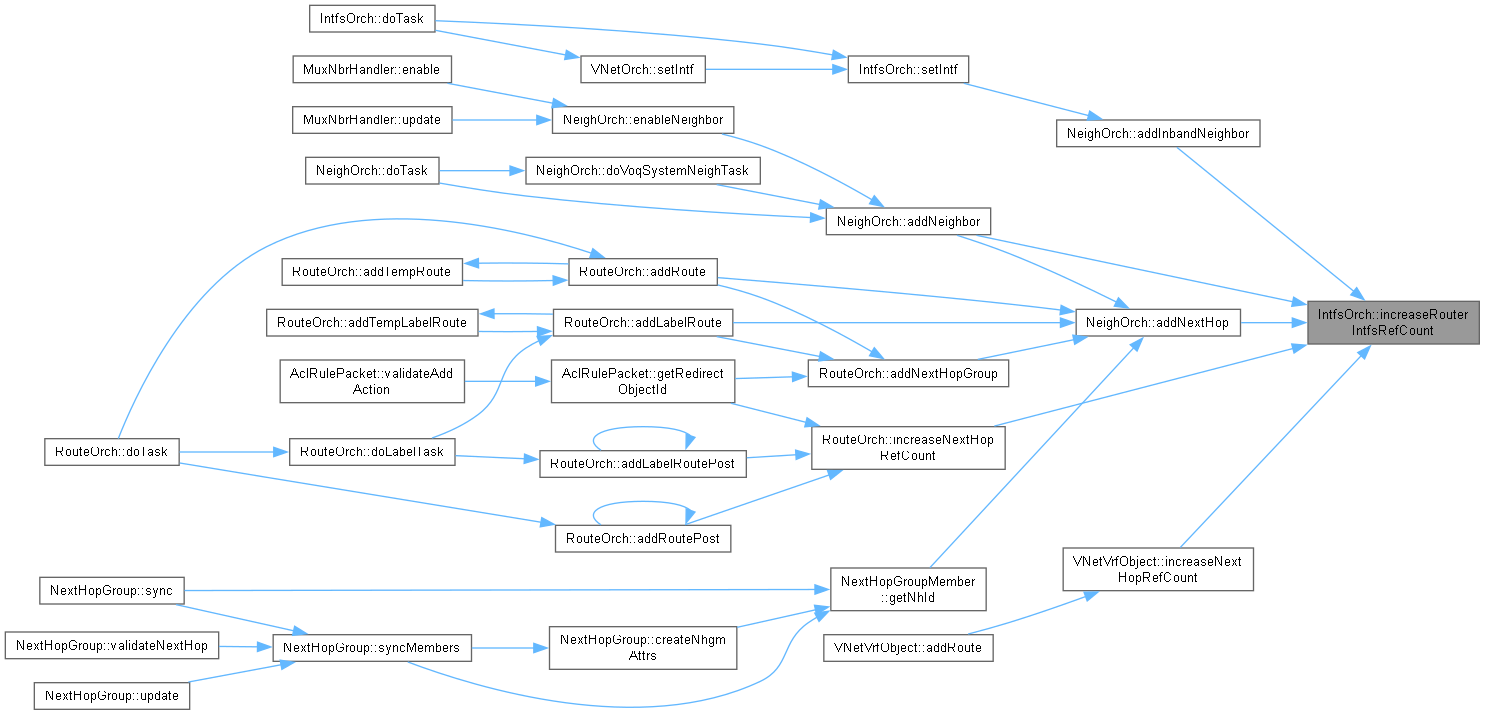 IntfsOrch::doTask
MuxNbrHandler::enable
VNetOrch::setIntf
IntfsOrch::setIntf
MuxNbrHandler::update
NeighOrch::enableNeighbor
NeighOrch::addInbandNeighbor
NeighOrch::doTask
NeighOrch::doVoqSystemNeighTask
NeighOrch::addNeighbor
RouteOrch::addTempRoute
RouteOrch::addRoute
RouteOrch::addTempLabelRoute
RouteOrch::addLabelRoute
NeighOrch::addNextHop
IntfsOrch::increaseRouter
IntfsRefCount
AclRulePacket::validateAdd
Action
AclRulePacket::getRedirect
ObjectId
RouteOrch::addNextHopGroup
RouteOrch::doTask
RouteOrch::doLabelTask
RouteOrch::addLabelRoutePost
RouteOrch::increaseNextHop
RefCount
RouteOrch::addRoutePost
VNetVrfObject::increaseNext
HopRefCount
NextHopGroup::sync
NextHopGroupMember
::getNhId
NextHopGroup::validateNextHop
NextHopGroup::syncMembers
NextHopGroup::createNhgm
Attrs
VNetVrfObject::addRoute
NextHopGroup::update